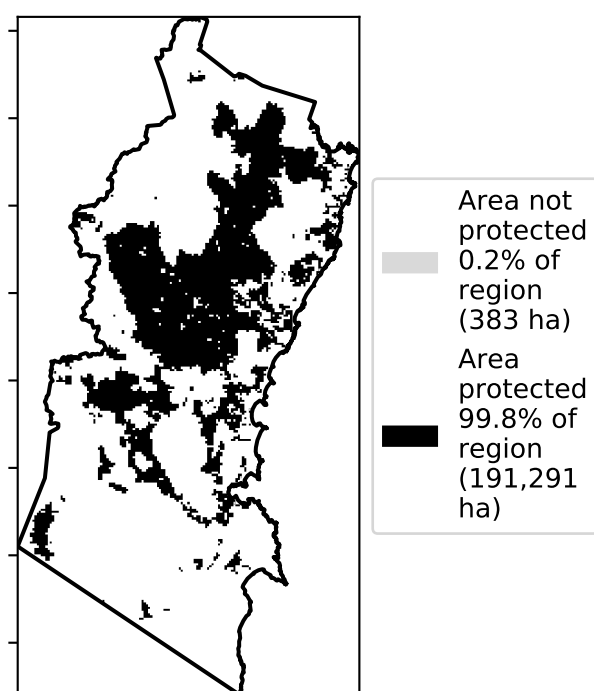 Area not
protected
0.2% of
region
(383 ha)
Area
protected
99.8% of
region
(191,291
ha)